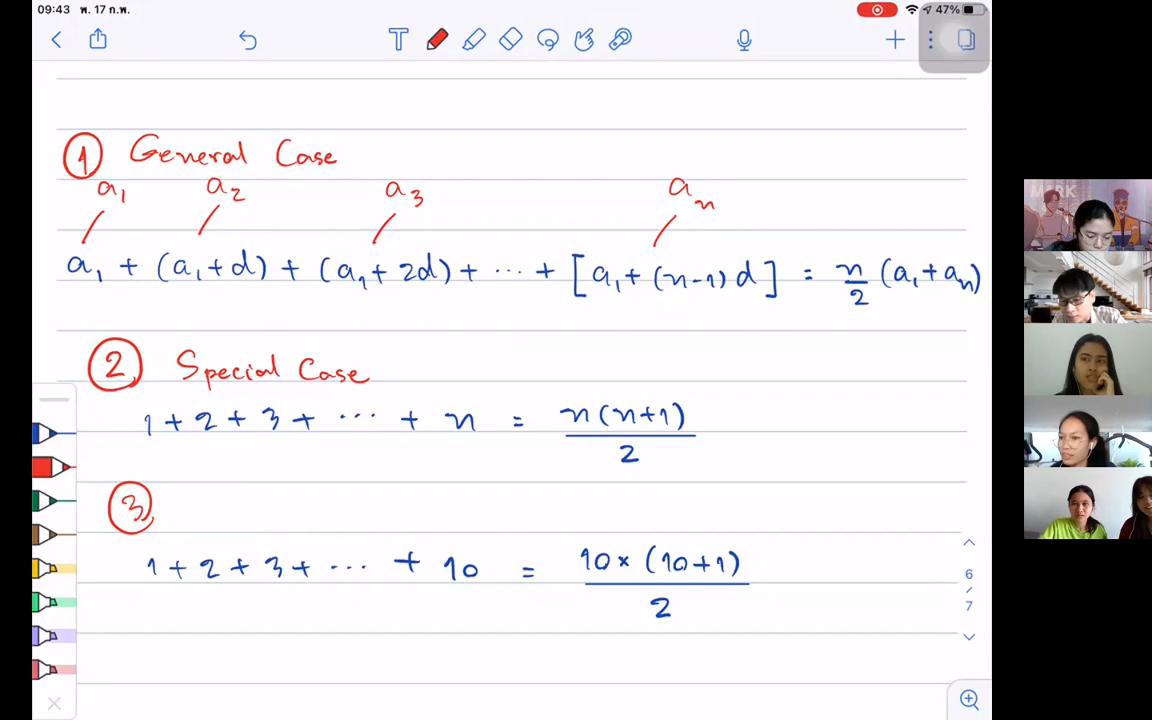 09:43 พ. 17 ก.พ. 47%
① General Case
a₁ a₂ a₃ aₙ
a₁ + (a₁+d) + (a₁+2d) + ... + [a₁+(n-1)d] = n/2 (a₁+aₙ)
② Special Case
1 + 2 + 3 + ... + n = n(n+1)/2
③
1 + 2 + 3 + ... + 10 = 10×(10+1)/2
6
/
7